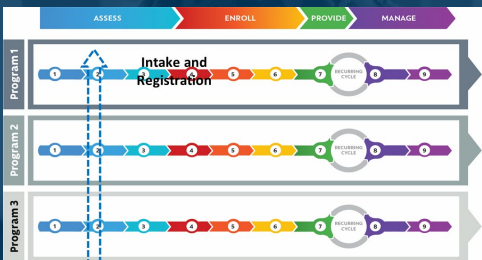 ASSESS ENROLL PROVIDE MANAGE
Program 1
Intake and
Registration
1 2 3 4 5 6 7 RECURRING CYCLE 8 9
Program 2
1 2 3 4 5 6 7 RECURRING CYCLE 8 9
Program 3
1 2 3 4 5 6 7 RECURRING CYCLE 8 9